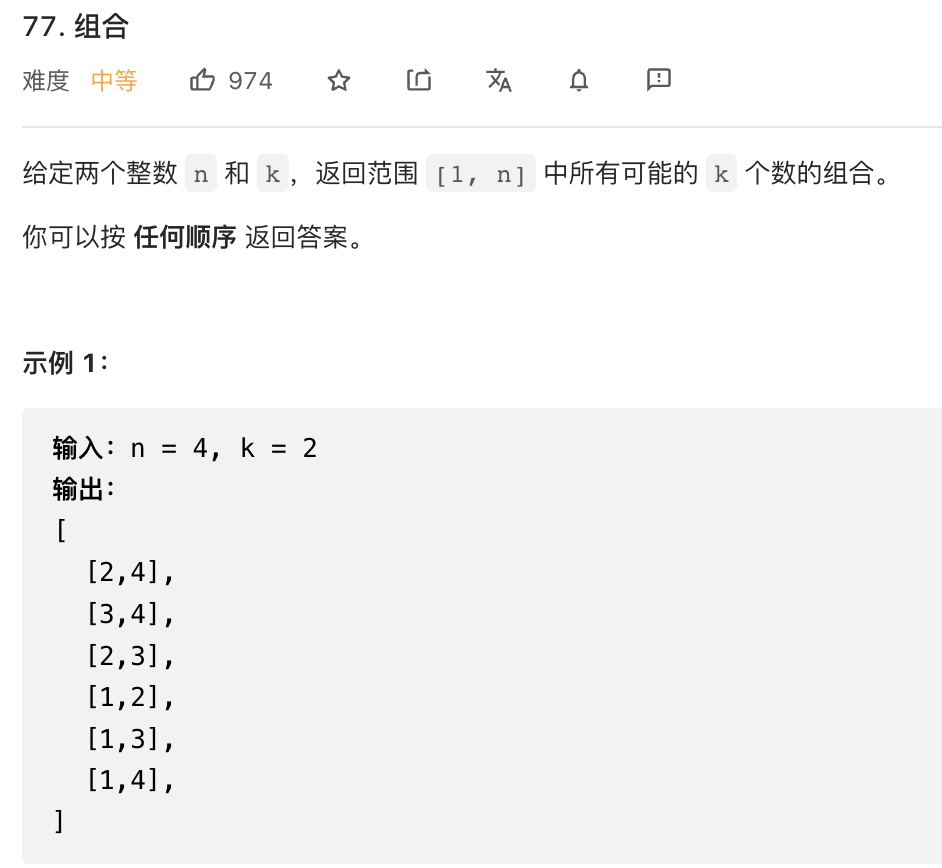 77. 组合
难度 中等 974
给定两个整数 n 和 k，返回范围 [1, n] 中所有可能的 k 个数的组合。
你可以按 任何顺序 返回答案。
示例 1：
输入：n = 4, k = 2
输出：
[
  [2,4],
  [3,4],
  [2,3],
  [1,2],
  [1,3],
  [1,4],
]